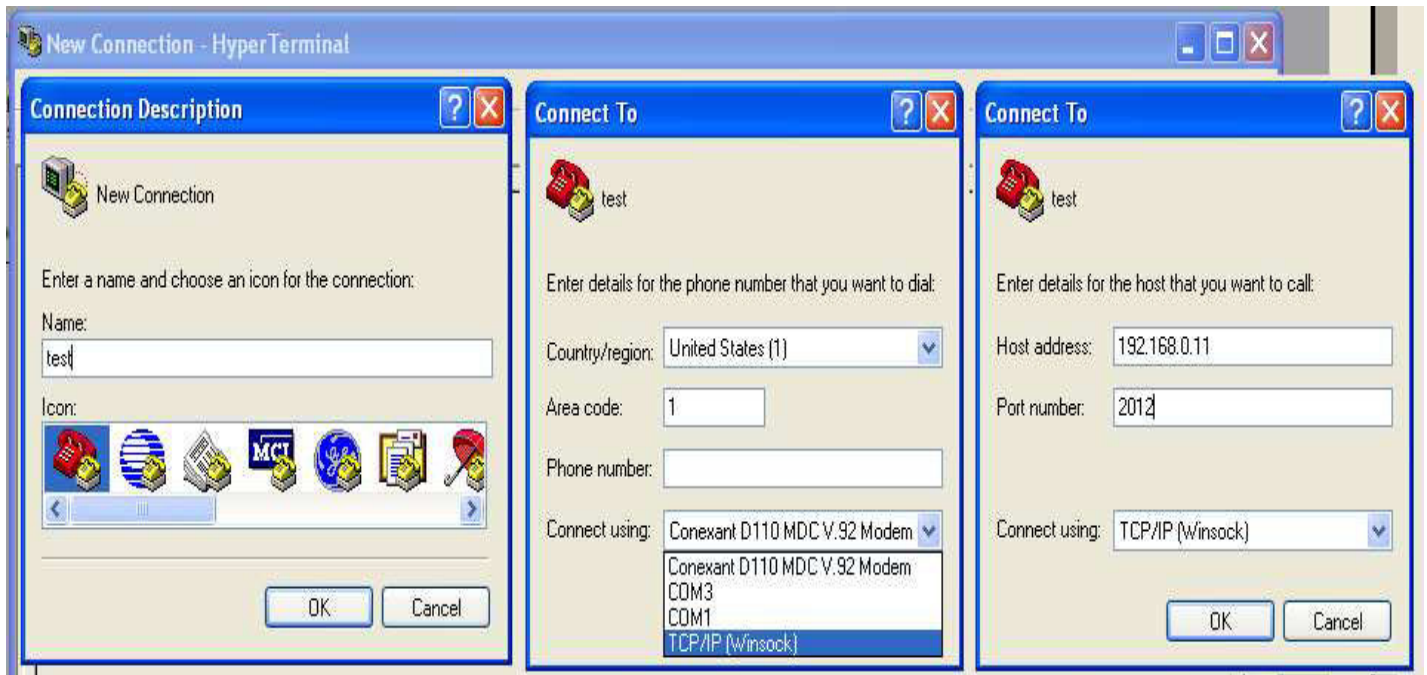 New Connection - HyperTerminal
Connection Description
New Connection
Enter a name and choose an icon for the connection:
Name:
test
Icon:
MCI
OK
Cancel
Connect To
test
Enter details for the phone number that you want to dial:
Country/region: United States (1)
Area code: 1
Phone number:
Connect using: Conexant D110 MDC V.92 Modem
Conexant D110 MDC V.92 Modem
COM3
COM1
TCP/IP (Winsock)
Connect To
test
Enter details for the host that you want to call:
Host address: 192.168.0.11
Port number: 2012
Connect using: TCP/IP (Winsock)
OK
Cancel